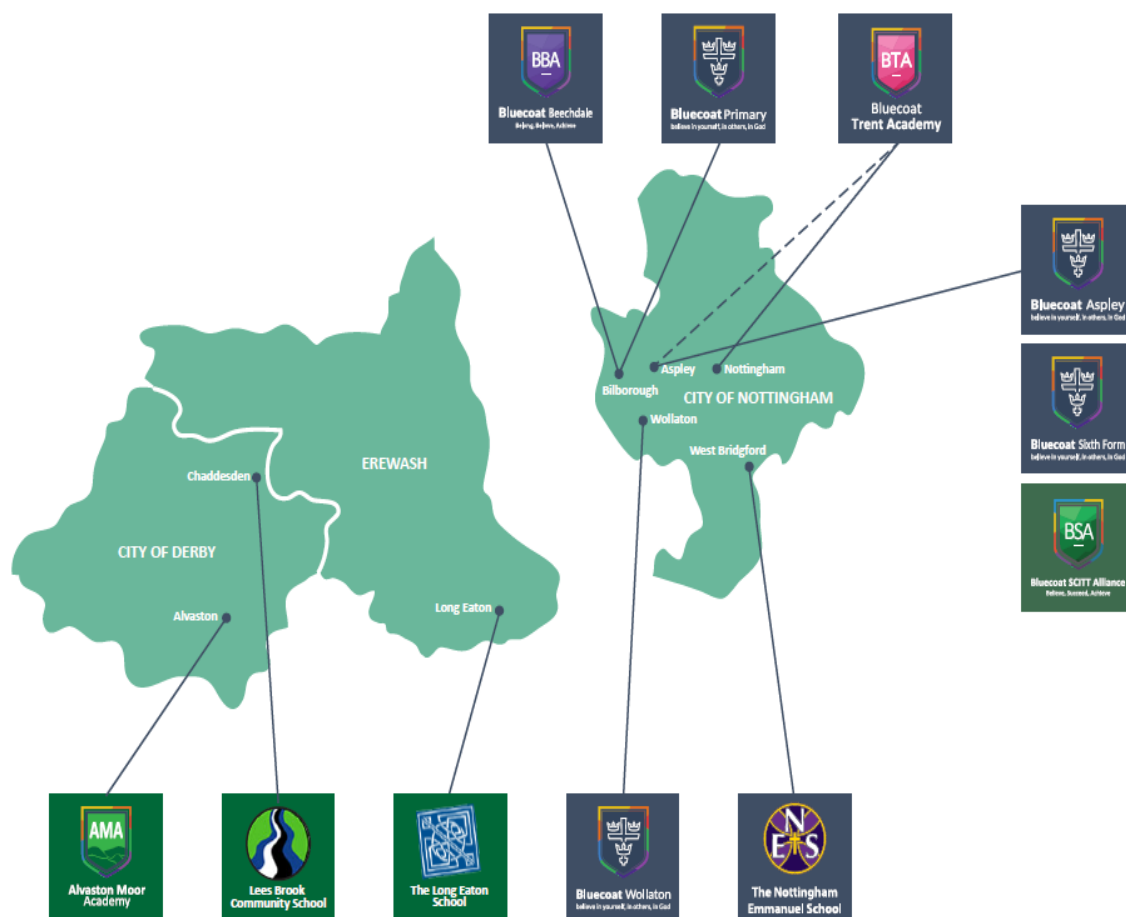 BBA
Bluecoat Beechdale
Belong, Believe, Achieve
Bluecoat Primary
believe in yourself, in others, in God
BTA
Bluecoat
Trent Academy
Bluecoat Aspley
believe in yourself, in others, in God
Bluecoat Sixth Form
believe in yourself, in others, in God
BSA
Bluecoat SCITT Alliance
Believe, Succeed, Achieve
Aspley
Nottingham
Bilborough
CITY OF NOTTINGHAM
Wollaton
West Bridgford
EREWASH
Chaddesden
CITY OF DERBY
Alvaston
Long Eaton
AMA
Alvaston Moor
Academy
Lees Brook
Community School
The Long Eaton
School
Bluecoat Wollaton
believe in yourself, in others, in God
N
E S
The Nottingham
Emmanuel School